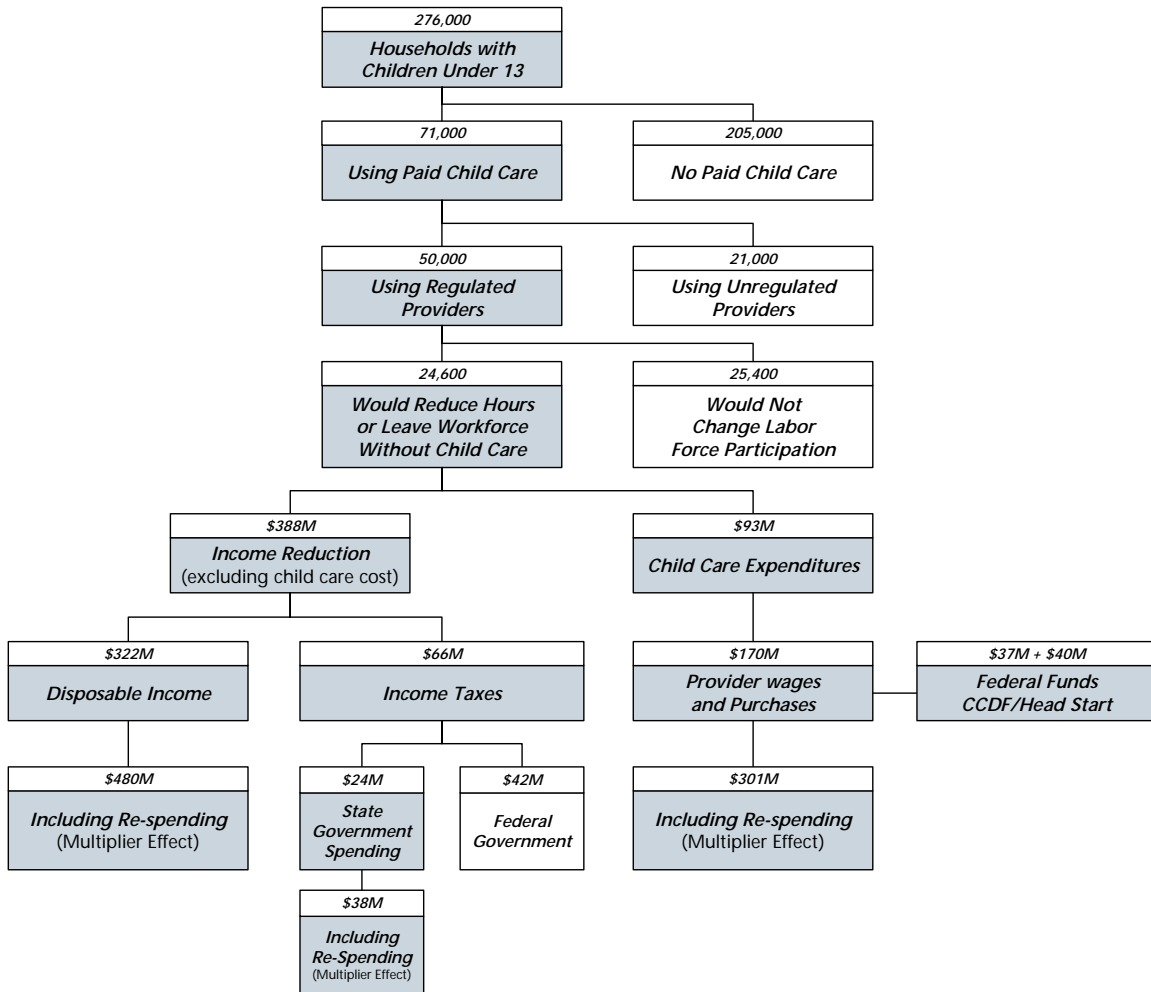 276,000
Households with
Children Under 13
71,000
Using Paid Child Care
205,000
No Paid Child Care
50,000
Using Regulated
Providers
21,000
Using Unregulated
Providers
24,600
Would Reduce Hours
or Leave Workforce
Without Child Care
25,400
Would Not
Change Labor
Force Participation
$388M
Income Reduction
(excluding child care cost)
$93M
Child Care Expenditures
$322M
Disposable Income
$66M
Income Taxes
$170M
Provider wages
and Purchases
$37M + $40M
Federal Funds
CCDF/Head Start
$480M
Including Re-spending
(Multiplier Effect)
$24M
State
Government
Spending
$42M
Federal
Government
$301M
Including Re-spending
(Multiplier Effect)
$38M
Including
Re-Spending
(Multiplier Effect)